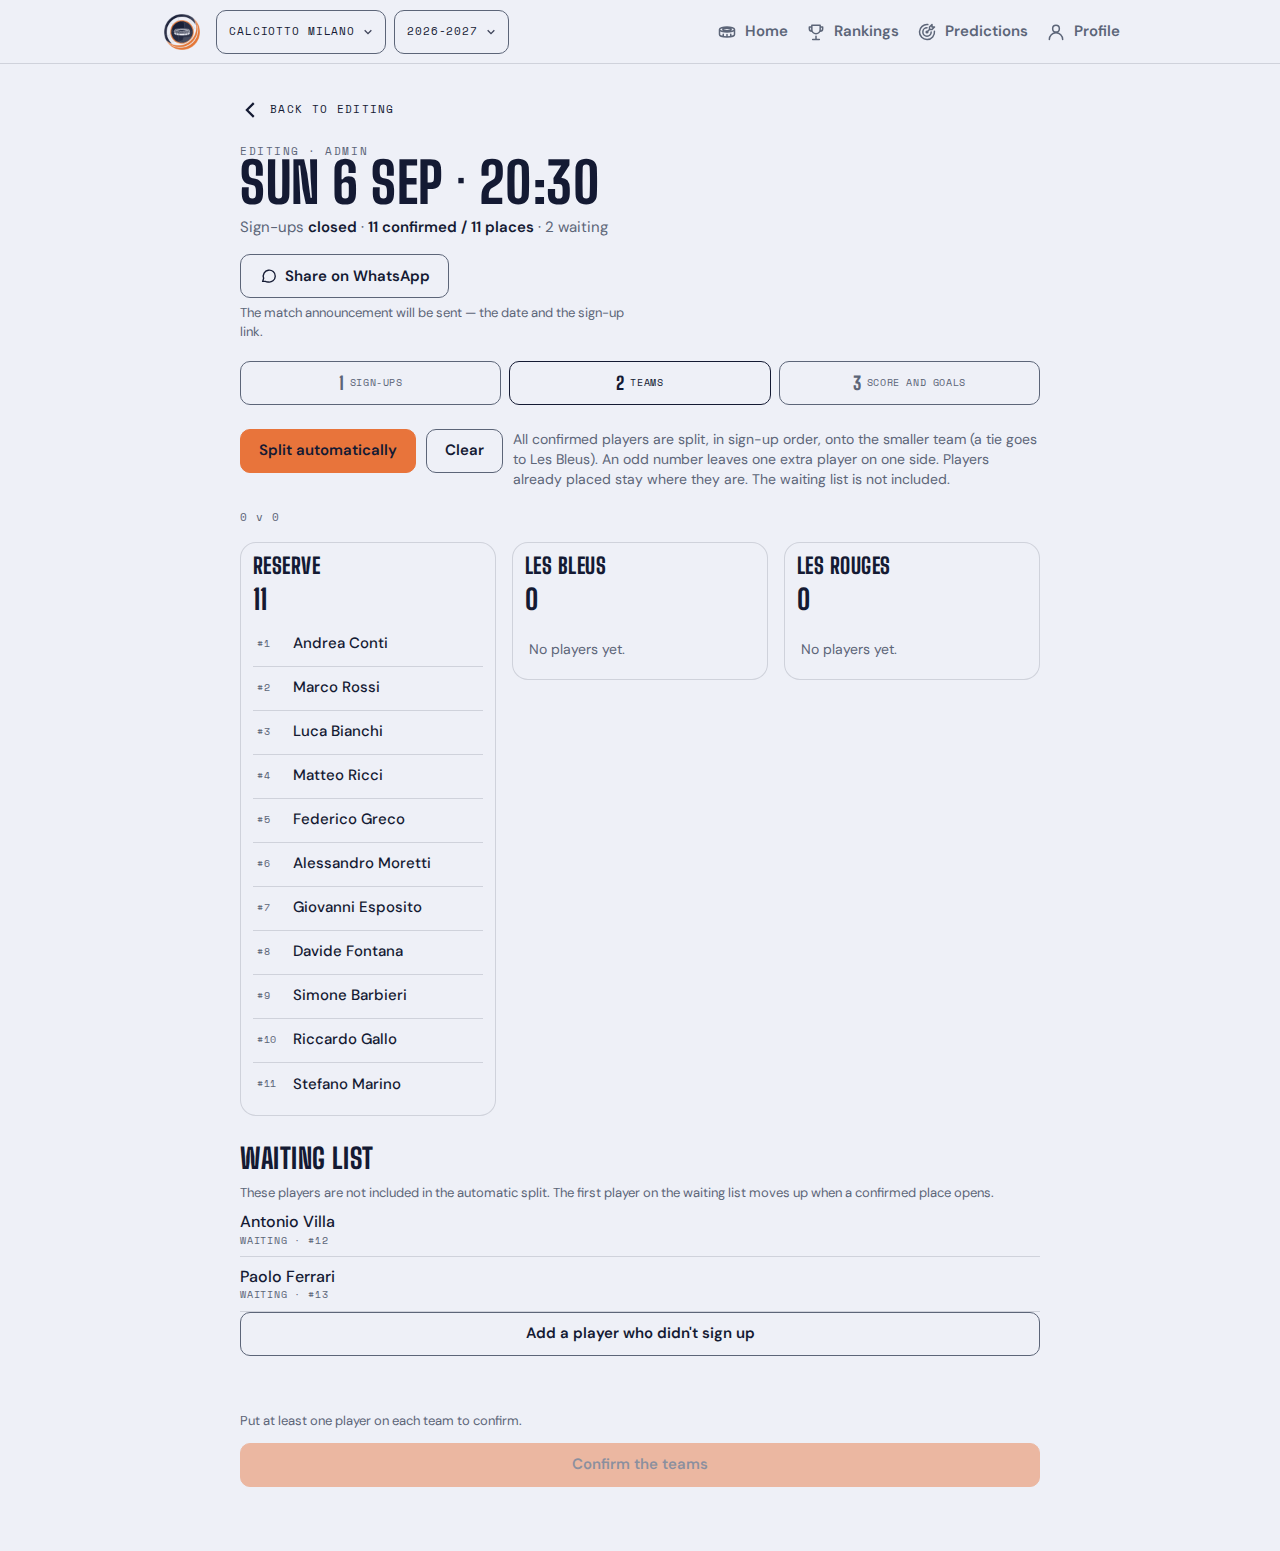 CALCIOTTO MILANO
2026-2027
Home
Rankings
Predictions
Profile
BACK TO EDITING
EDITING · ADMIN
SUN 6 SEP · 20:30
Sign-ups closed · 11 confirmed / 11 places · 2 waiting
Share on WhatsApp
The match announcement will be sent — the date and the sign-up
link.
1 SIGN-UPS
2 TEAMS
3 SCORE AND GOALS
Split automatically
Clear
All confirmed players are split, in sign-up order, onto the smaller team (a tie goes
to Les Bleus). An odd number leaves one extra player on one side. Players
already placed stay where they are. The waiting list is not included.
0 v 0
RESERVE
11
#1 Andrea Conti
#2 Marco Rossi
#3 Luca Bianchi
#4 Matteo Ricci
#5 Federico Greco
#6 Alessandro Moretti
#7 Giovanni Esposito
#8 Davide Fontana
#9 Simone Barbieri
#10 Riccardo Gallo
#11 Stefano Marino
LES BLEUS
0
No players yet.
LES ROUGES
0
No players yet.
WAITING LIST
These players are not included in the automatic split. The first player on the waiting list moves up when a confirmed place opens.
Antonio Villa
WAITING · #12
Paolo Ferrari
WAITING · #13
Add a player who didn't sign up
Put at least one player on each team to confirm.
Confirm the teams